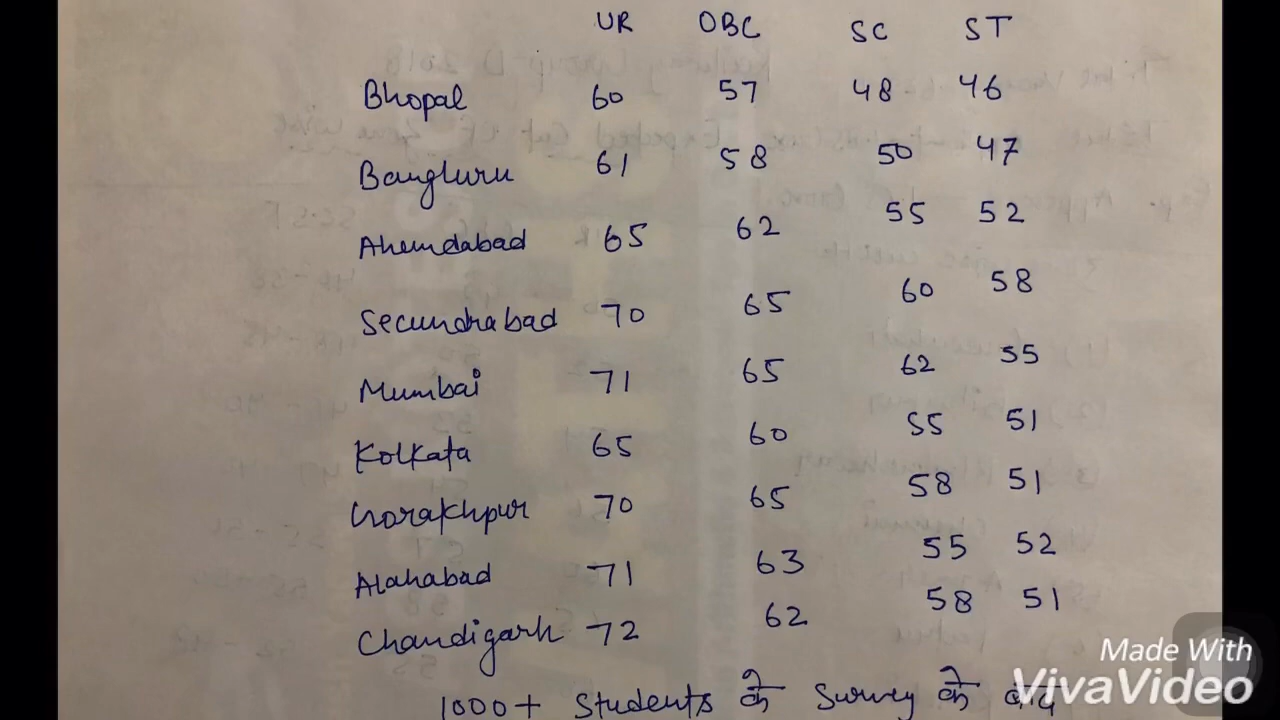 UR OBC SC ST
Bhopal 60 57 48 46
Bangluru 61 58 50 47
Ahemdabad 65 62 55 52
Secundrabad 70 65 60 58
Mumbai 71 65 62 55
Kolkata 65 60 55 51
Gorakhpur 70 65 58 51
Alahabad 71 63 55 52
Chandigarh 72 62 58 51
1000+ Students के Survey के बाद
Made With
VivaVideo